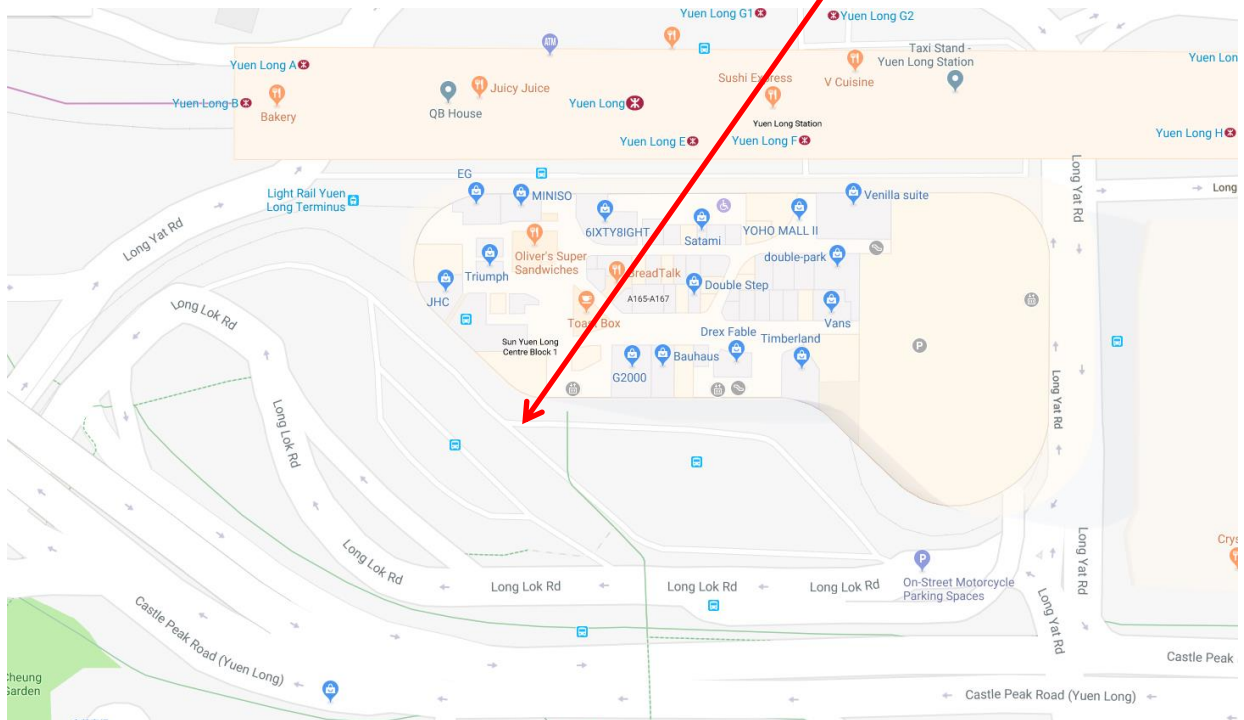 Yuen Long G1
Yuen Long G2
Taxi Stand -
Yuen Long Station
ATM
Yuen Long A
Sushi Express
V Cuisine
Yuen Lon
Juicy Juice
Yuen Long B
Bakery
QB House
Yuen Long
Yuen Long Station
Yuen Long E
Yuen Long F
Yuen Long H
EG
Light Rail Yuen
Long Terminus
MINISO
Venilla suite
Long Yat Rd
Long
6IXTY8IGHT
Satami
YOHO MALL II
Long Yat Rd
Oliver's Super
Sandwiches
Triumph
BreadTalk
double-park
Double Step
JHC
A165-A167
Long Lok Rd
Toast Box
Vans
Sun Yuen Long
Centre Block 1
Drex Fable
Timberland
P
G2000
Bauhaus
Long Yat Rd
Long Lok Rd
Long Lok Rd
Long Lok Rd
Long Lok Rd
Long Lok Rd
P
On-Street Motorcycle
Parking Spaces
Long Yat Rd
Crys
Long Yat Rd
Castle Peak Road (Yuen Long)
Castle Peak
Cheung
Garden
Castle Peak Road (Yuen Long)